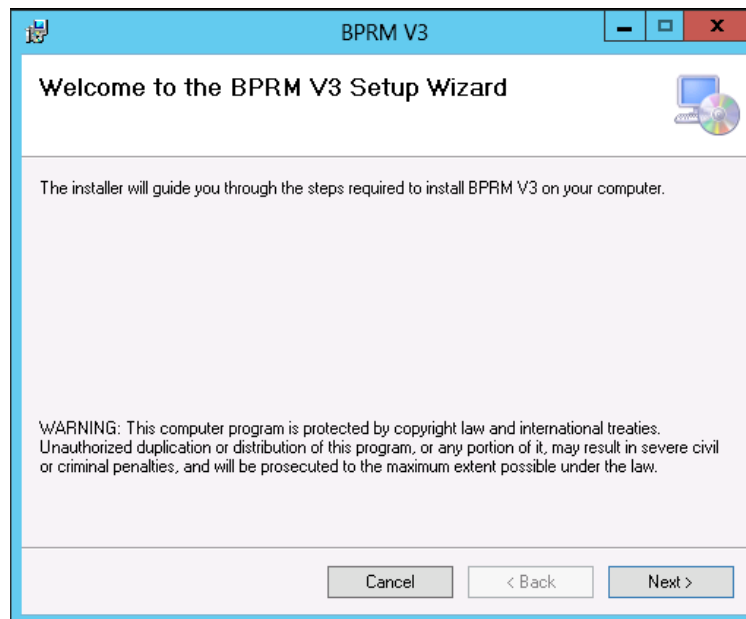 BPRM V3
Welcome to the BPRM V3 Setup Wizard
The installer will guide you through the steps required to install BPRM V3 on your computer.
WARNING: This computer program is protected by copyright law and international treaties.
Unauthorized duplication or distribution of this program, or any portion of it, may result in severe civil
or criminal penalties, and will be prosecuted to the maximum extent possible under the law.
Cancel < Back Next >